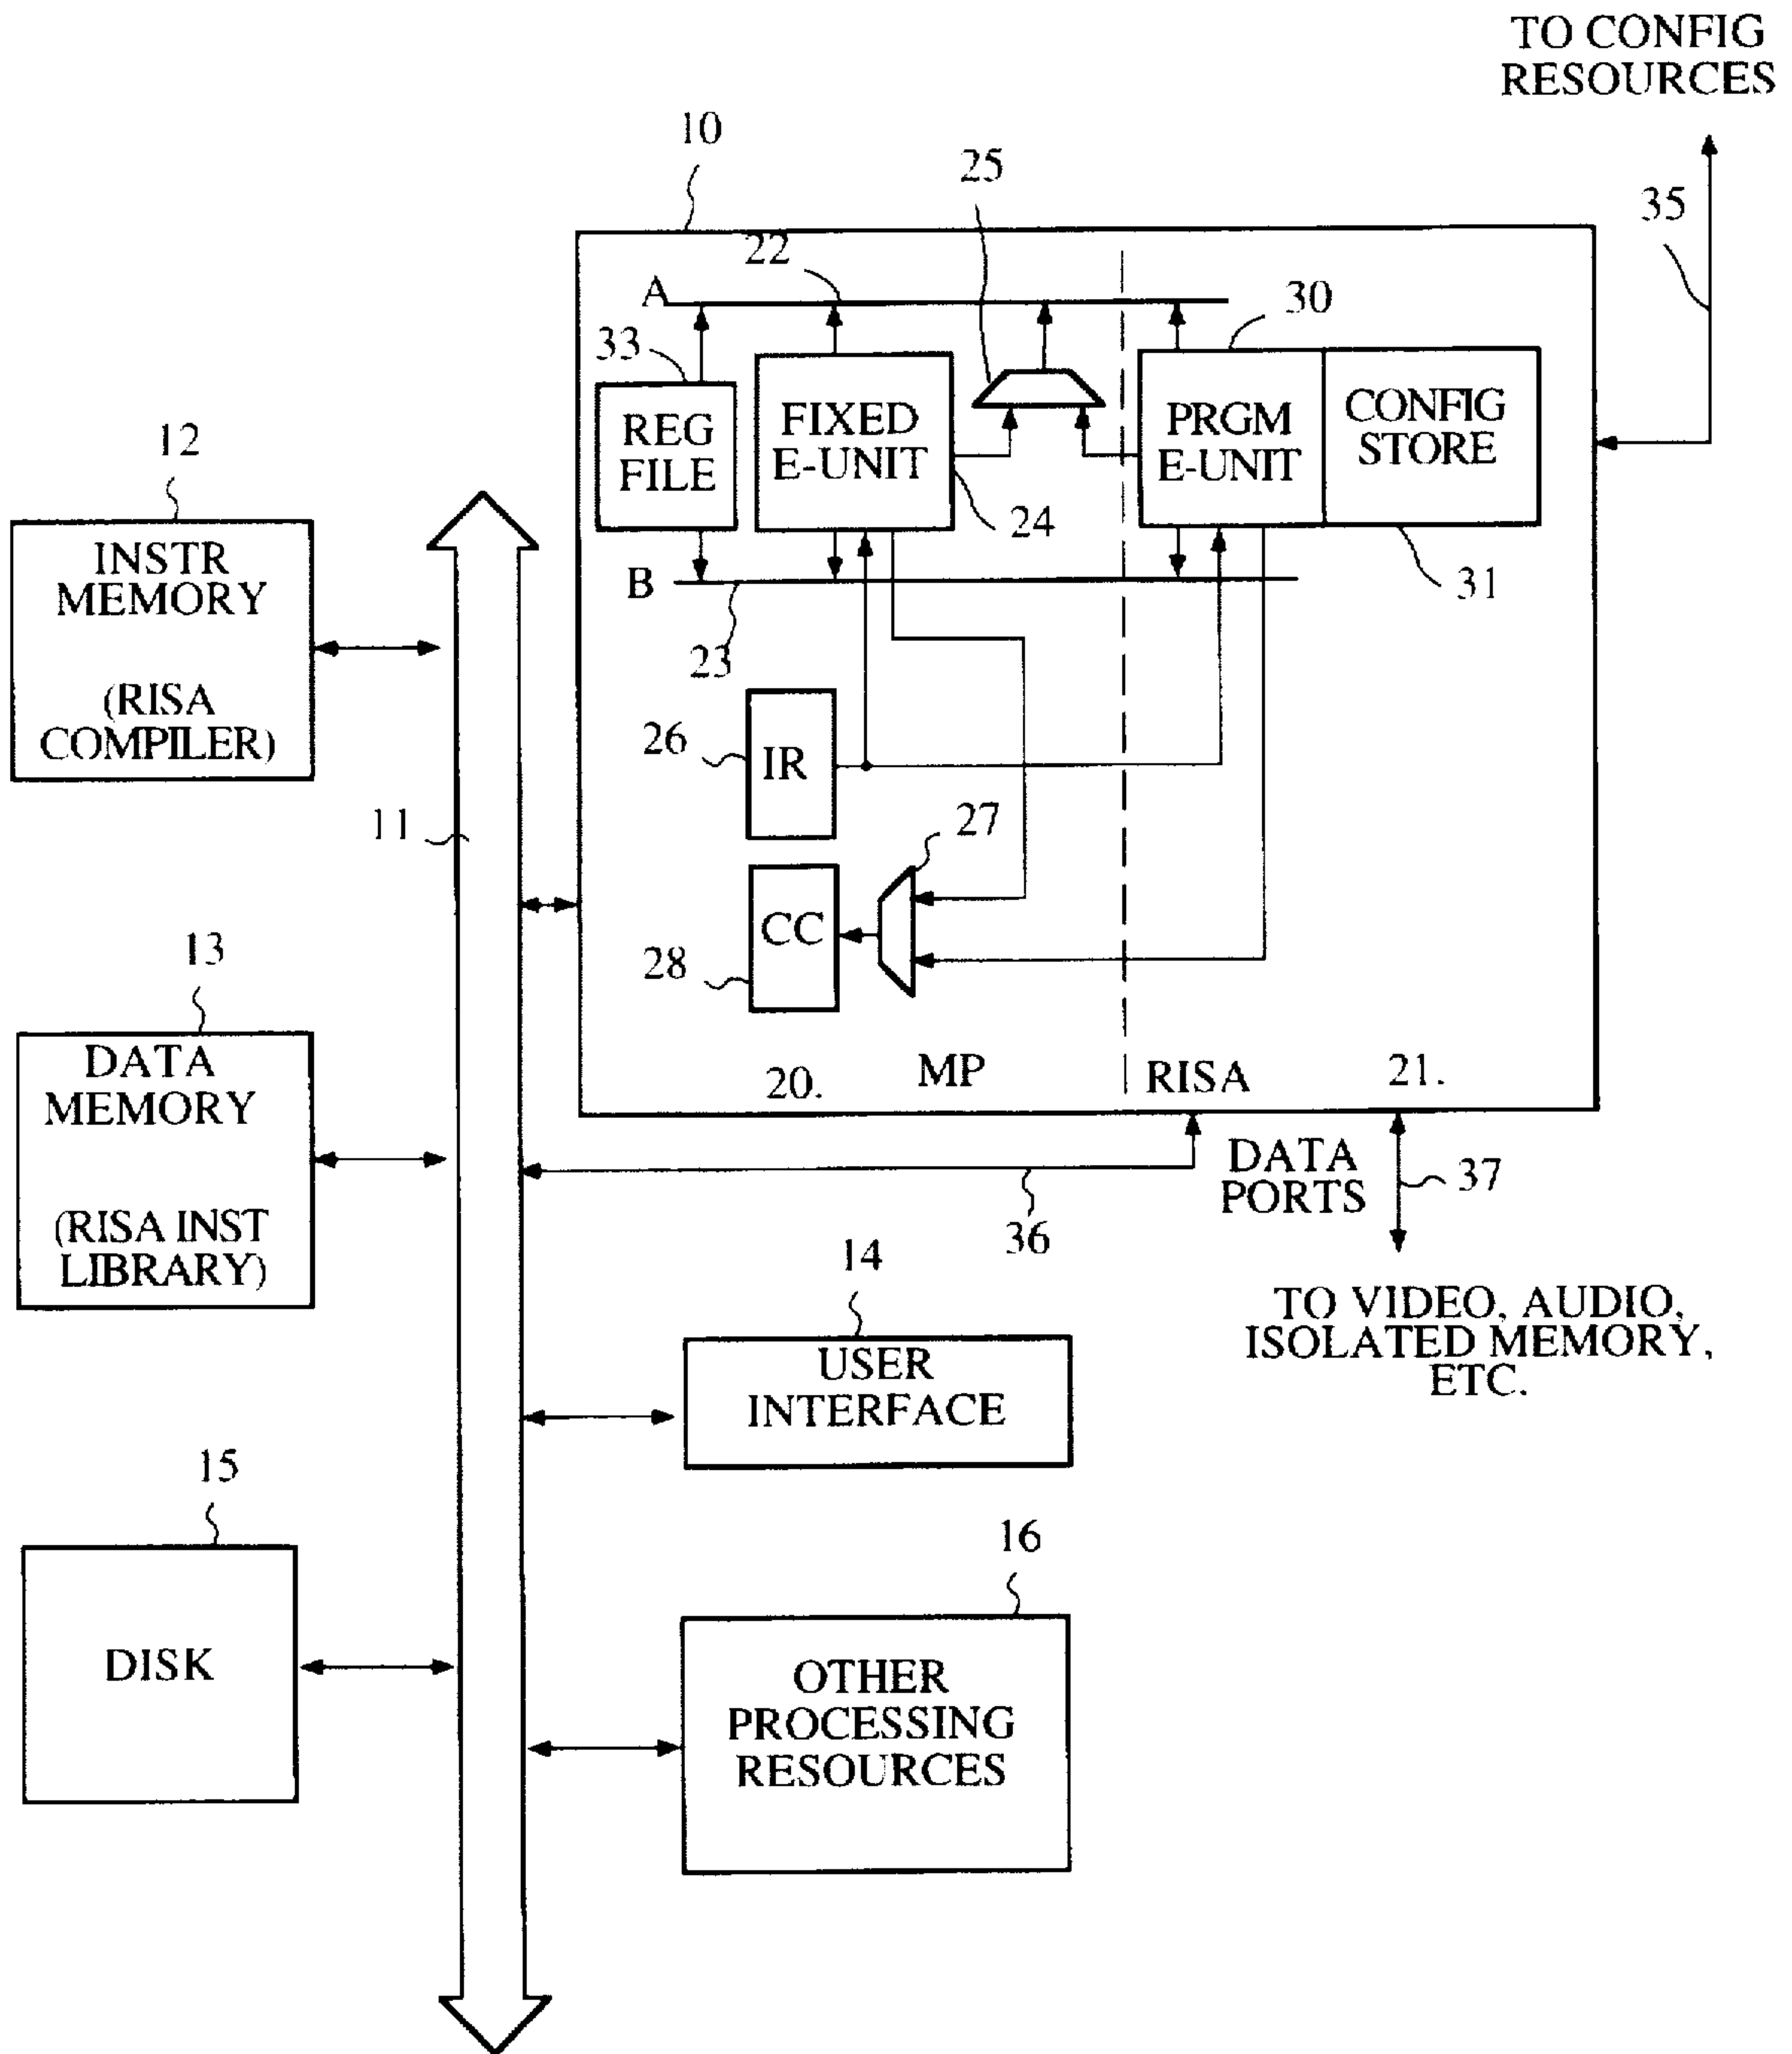 TO CONFIG
RESOURCES
10
25
35
22
A
30
33
REG
FILE
FIXED
E-UNIT
PRGM
E-UNIT
CONFIG
STORE
12
24
INSTR
MEMORY
(RISA
COMPILER)
B
31
23
26
IR
11
27
CC
28
13
DATA
MEMORY
(RISA INST
LIBRARY)
20.
MP
RISA
21.
DATA
PORTS
37
36
14
TO VIDEO, AUDIO,
ISOLATED MEMORY,
ETC.
USER
INTERFACE
15
DISK
16
OTHER
PROCESSING
RESOURCES